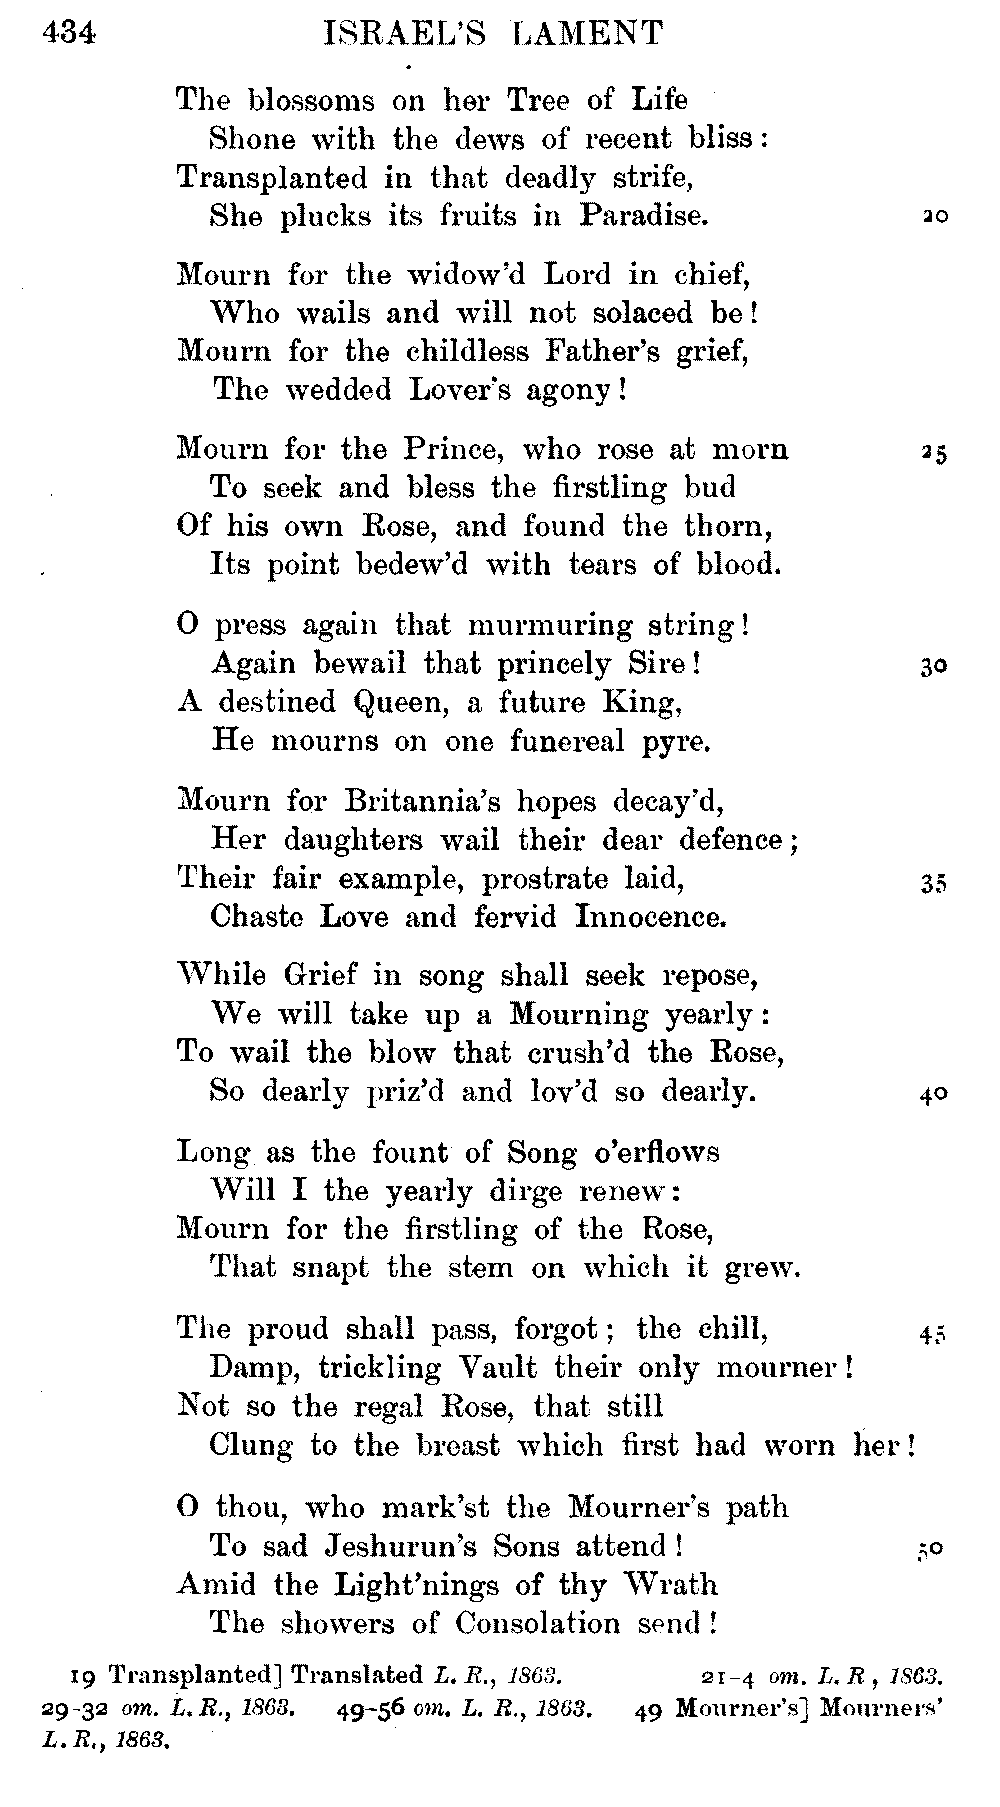 434 ISRAEL'S LAMENT
The blossoms on her Tree of Life
Shone with the dews of recent bliss:
Transplanted in that deadly strife,
She plucks its fruits in Paradise. 20
Mourn for the widow'd Lord in chief,
Who wails and will not solaced be!
Mourn for the childless Father's grief,
The wedded Lover's agony!
Mourn for the Prince, who rose at morn 25
To seek and bless the firstling bud
Of his own Rose, and found the thorn,
Its point bedew'd with tears of blood.
O press again that murmuring string!
Again bewail that princely Sire! 30
A destined Queen, a future King,
He mourns on one funereal pyre.
Mourn for Britannia's hopes decay'd,
Her daughters wail their dear defence;
Their fair example, prostrate laid, 35
Chaste Love and fervid Innocence.
While Grief in song shall seek repose,
We will take up a Mourning yearly:
To wail the blow that crush'd the Rose,
So dearly priz'd and lov'd so dearly. 40
Long as the fount of Song o'erflows
Will I the yearly dirge renew:
Mourn for the firstling of the Rose,
That snapt the stem on which it grew.
The proud shall pass, forgot; the chill, 45
Damp, trickling Vault their only mourner!
Not so the regal Rose, that still
Clung to the breast which first had worn her!
O thou, who mark'st the Mourner's path
To sad Jeshurun's Sons attend! 50
Amid the Light'nings of thy Wrath
The showers of Consolation send!
19 Transplanted] Translated L. R., 1863. 21-4 om. L. R, 1863.
29-32 om. L. R., 1863. 49-56 om. L. R., 1863. 49 Mourner's] Mourners'
L. R., 1863.